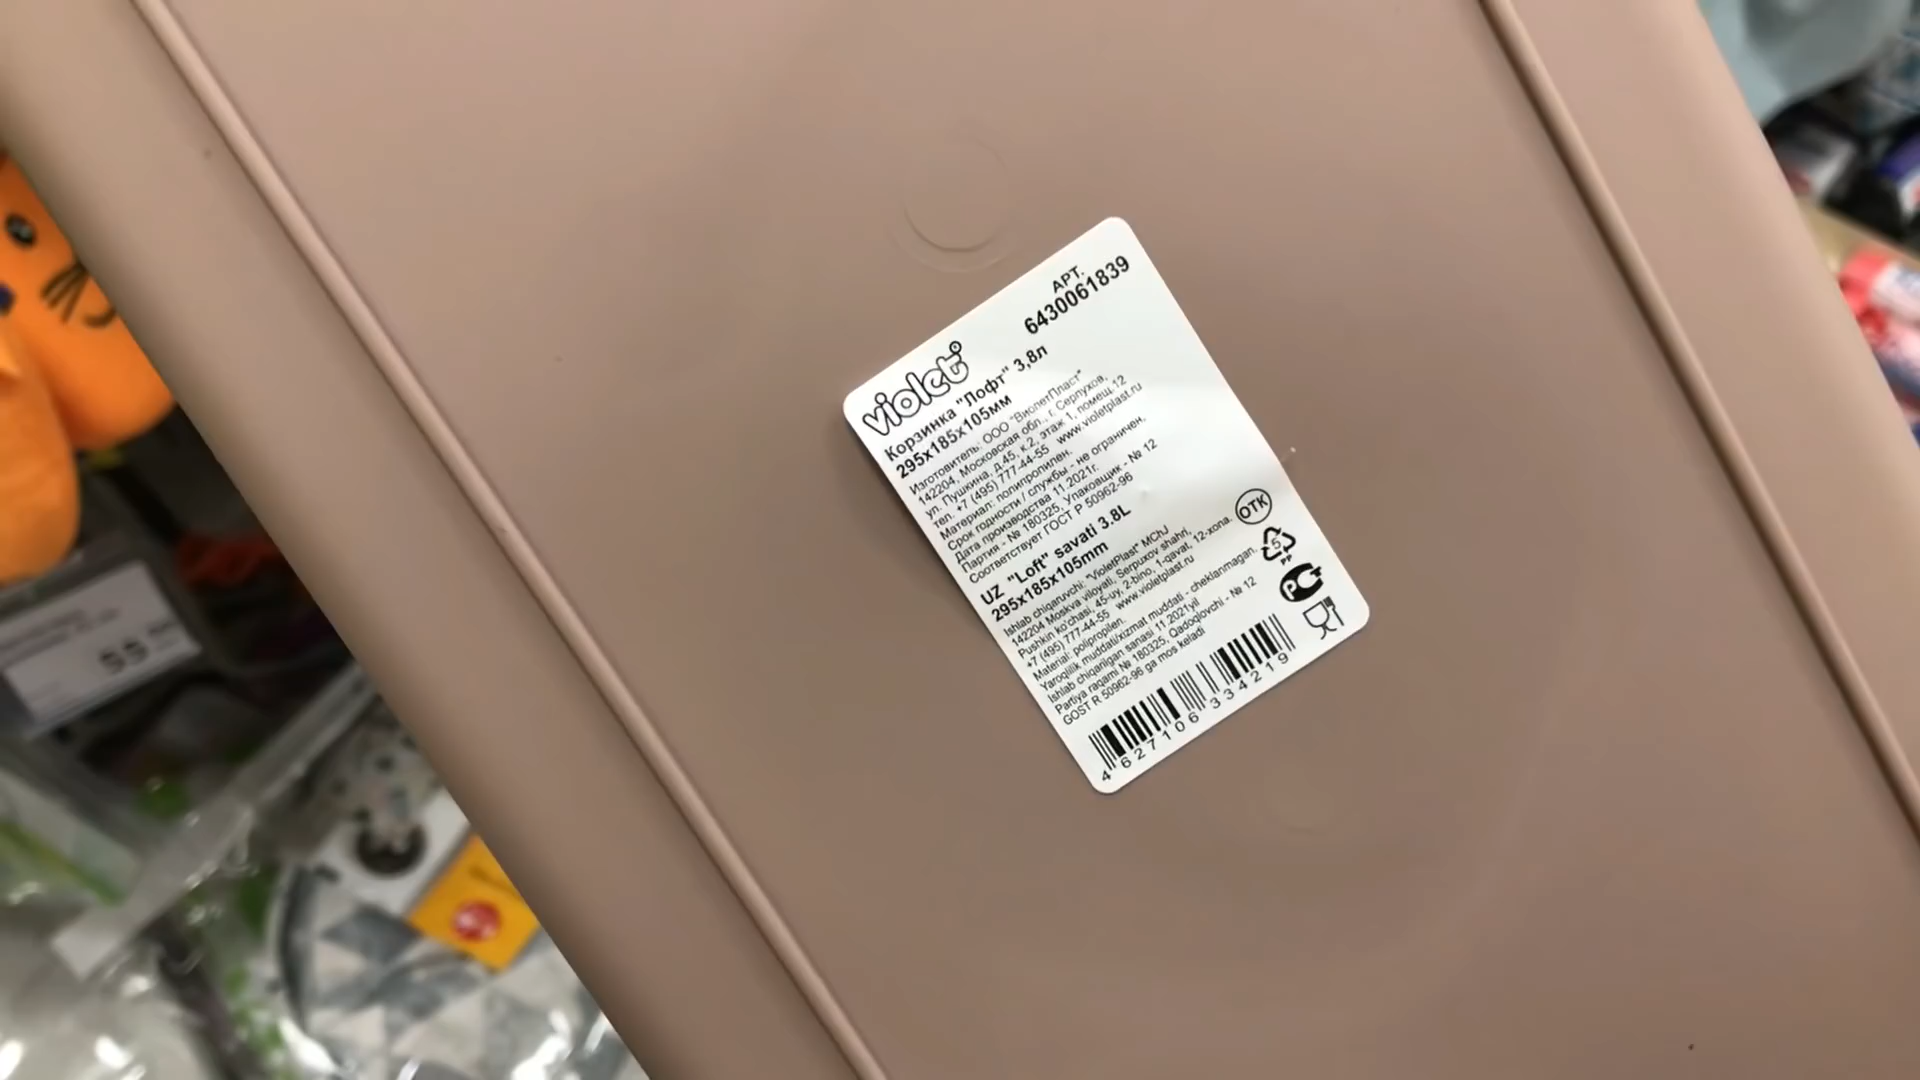 АРТ.
6430061839
violet®
Корзинка "Лофт" 3,8л
295x185x105мм
Изготовитель: ООО "ВиолетПласт"
142204, Московская обл., г. Серпухов,
ул. Пушкина, д.45, к.2, этаж 1, помещ.12
тел. +7 (495) 777-44-55 www.violetplast.ru
Материал: полипропилен.
Срок годности / службы - не ограничен,
Дата производства 11.2021г.
Партия - № 180325, Упаковщик - № 12
Соответствует ГОСТ Р 50962-96
UZ "Loft" savati 3.8L
295x185x105mm
Ishlab chiqaruvchi: "VioletPlast" MChJ
142204 Moskva viloyati, Serpuxov shahri,
Pushkin ko'chasi, 45-uy, 2-bino, 1-qavat, 12-xona.
+7 (495) 777-44-55 www.violetplast.ru
Material: polipropilen.
Yaroqlilik muddati/xizmat muddati - cheklanmagan.
Ishlab chiqarilgan sanasi 11.2021yil
Partiya raqami № 180325, Qadoqlovchi - № 12
GOST R 50962-96 ga mos keladi
ОТК
5
PP
РС
4 627106 334219
55